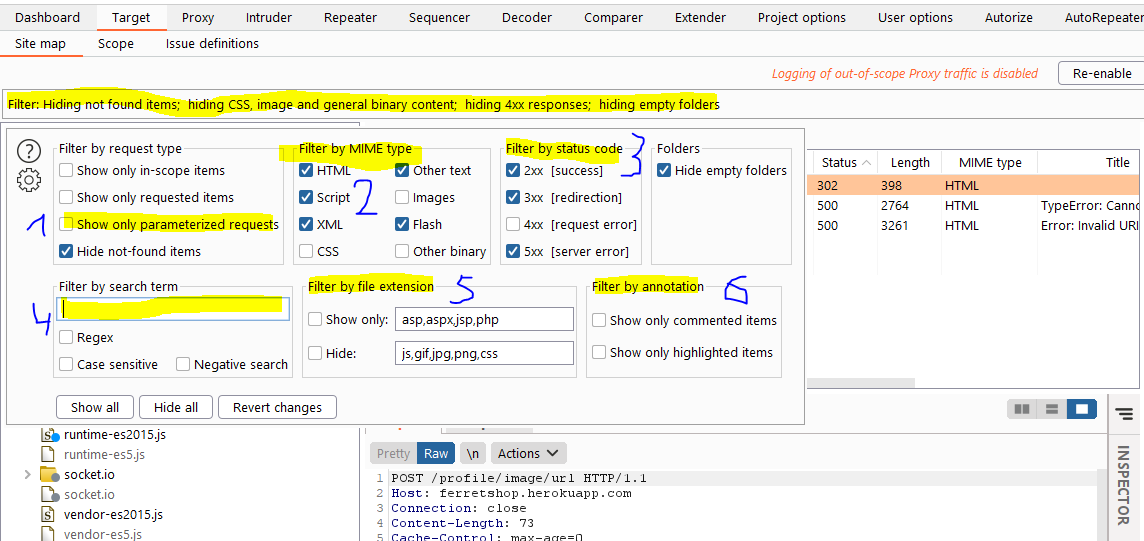 Dashboard Target Proxy Intruder Repeater Sequencer Decoder Comparer Extender Project options User options Autorize AutoRepeater
Site map Scope Issue definitions
Logging of out-of-scope Proxy traffic is disabled Re-enable
Filter: Hiding not found items; hiding CSS, image and general binary content; hiding 4xx responses; hiding empty folders
Filter by request type Filter by MIME type Filter by status code Folders
Show only in-scope items HTML Other text 2xx [success] 3 Hide empty folders Status Length MIME type Title
Show only requested items Script 2 Images 3xx [redirection] 302 398 HTML
1 Show only parameterized requests XML Flash 4xx [request error] 500 2764 HTML TypeError: Canno
Hide not-found items CSS Other binary 5xx [server error] 500 3261 HTML Error: Invalid URI
Filter by search term Filter by file extension 5 Filter by annotation 6
4 Show only: asp,aspx,jsp,php Show only commented items
Regex Hide: js,gif,jpg,png,css Show only highlighted items
Case sensitive Negative search
Show all Hide all Revert changes
runtime-es2015.js
runtime-es5.js Pretty Raw \n Actions
socket.io 1 POST /profile/image/url HTTP/1.1
socket.io 2 Host: ferretshop.herokuapp.com
vendor-es2015.js 3 Connection: close
vendor-es5.js 4 Content-Length: 73
5 Cache-Control: max-age=0
INSPECTOR